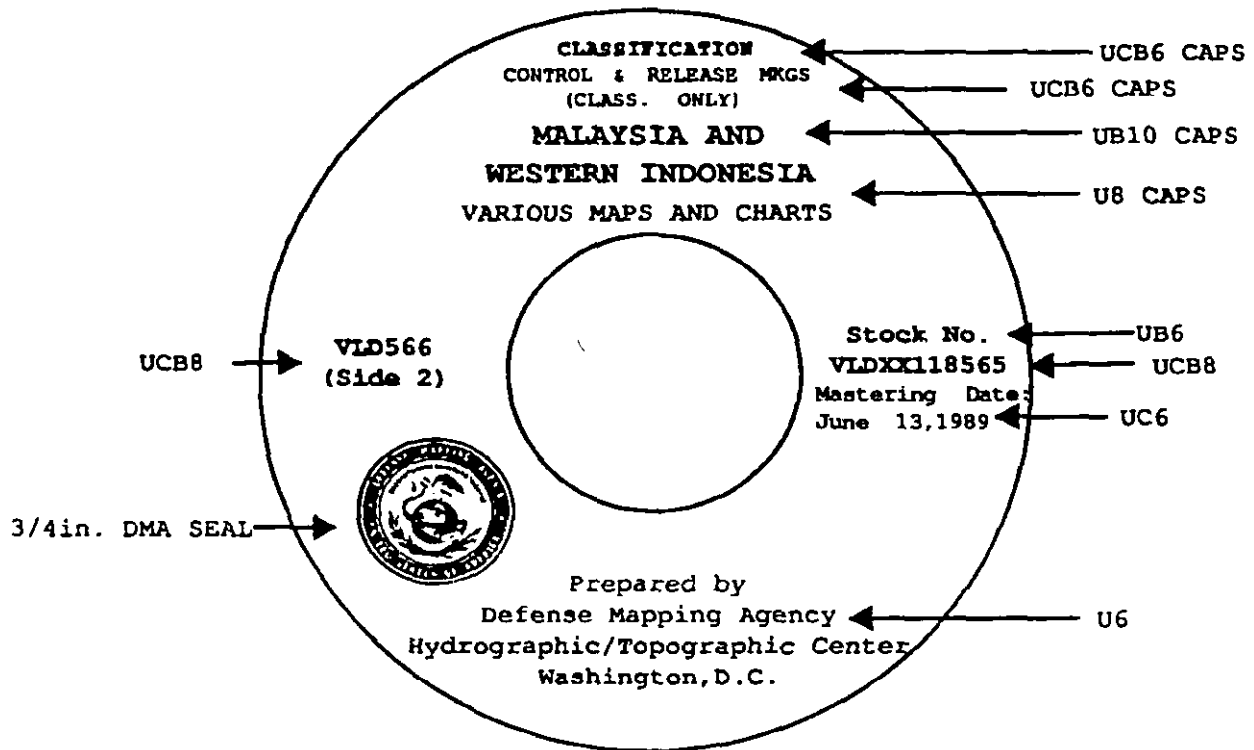 CLASSIFICATION
UCB6 CAPS
CONTROL & RELEASE MKGS
(CLASS. ONLY)
UCB6 CAPS
MALAYSIA AND
UB10 CAPS
WESTERN INDONESIA
VARIOUS MAPS AND CHARTS
U8 CAPS
UCB8
VLD566
(Side 2)
Stock No.
UB6
VLDXX118565
UCB8
Mastering Date:
June 13,1989
UC6
3/4in. DMA SEAL
Prepared by
Defense Mapping Agency
U6
Hydrographic/Topographic Center
Washington,D.C.